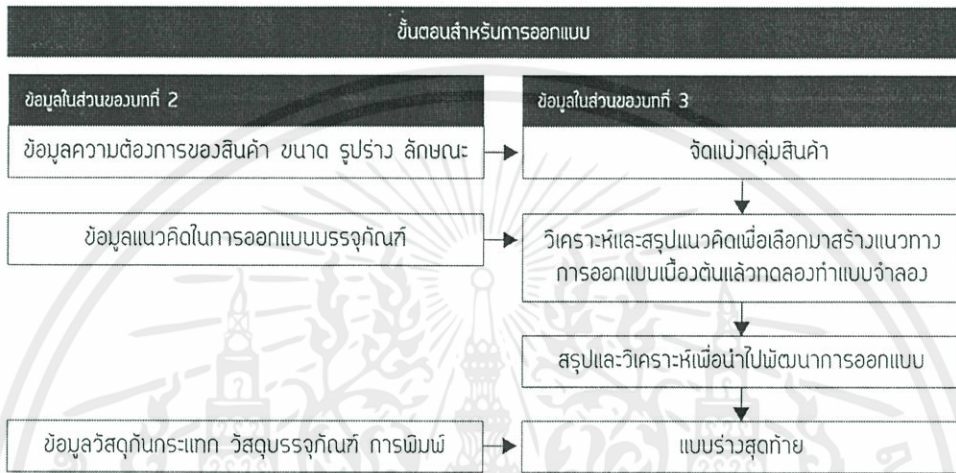 ขั้นตอนสำหรับการออกแบบ
ข้อมูลในส่วนของบทที่ 2
ข้อมูลในส่วนของบทที่ 3
ข้อมูลความต้องการของสินค้า ขนาด รูปร่าง ลักษณะ
จัดแบ่งกลุ่มสินค้า
ข้อมูลแนวคิดในการออกแบบบรรจุภัณฑ์
วิเคราะห์และสรุปแนวคิดเพื่อเลือกมาสร้างแนวทาง
การออกแบบเบื้องต้นแล้วทดลองทำแบบจำลอง
สรุปและวิเคราะห์เพื่อนำไปพัฒนาการออกแบบ
ข้อมูลวัสดุกันกระแทก วัสดุบรรจุภัณฑ์ การพิมพ์
แบบร่างสุดท้าย